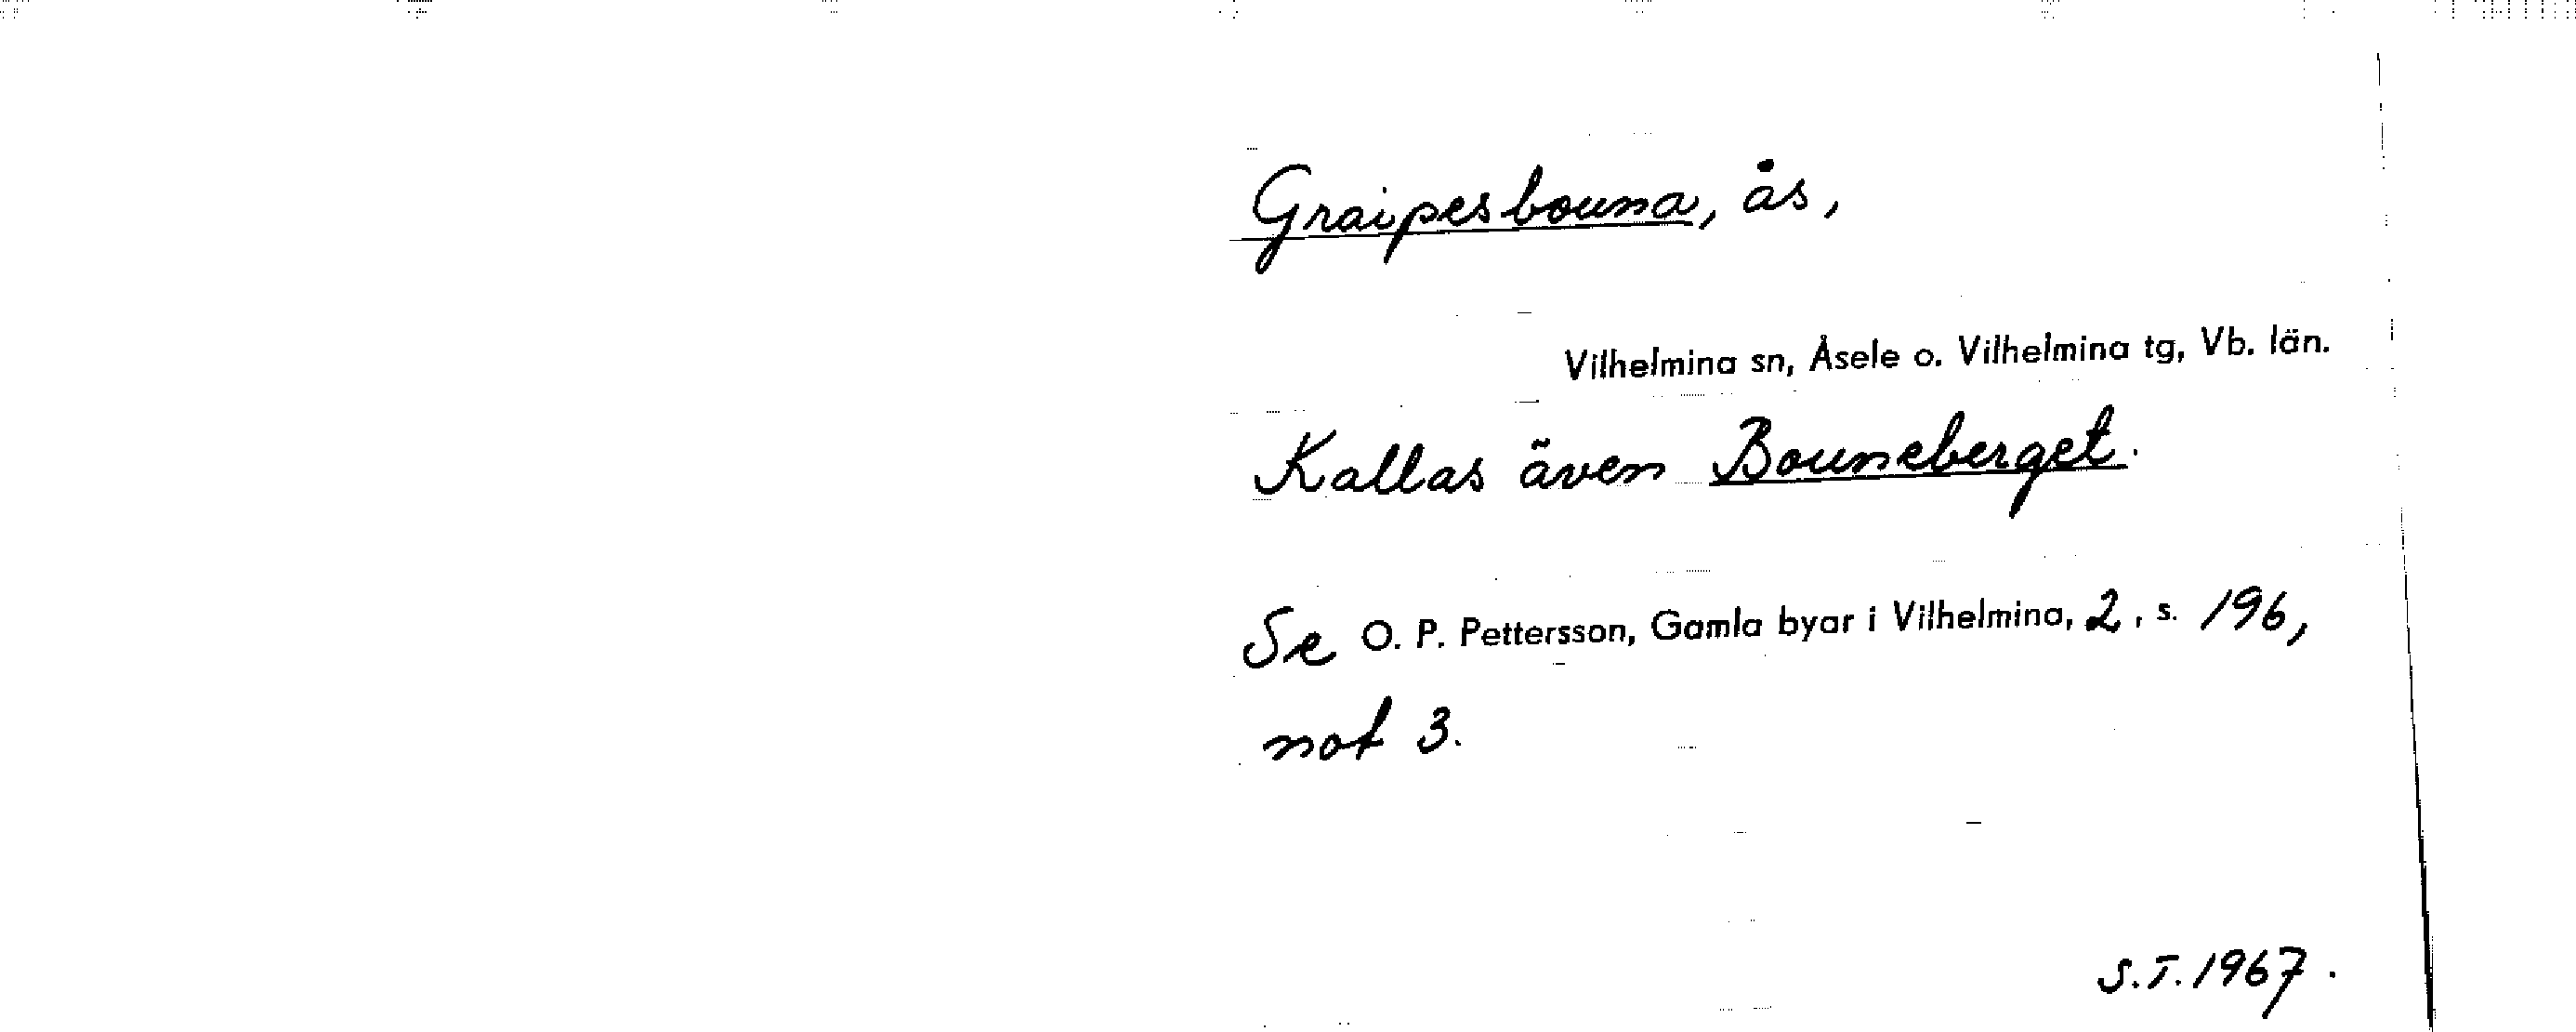 Graipesbouna, ås,
Vilhelmina sn, Åsele o. Vilhelmina tg, Vb. län.
Kallas även Bouneberget.
Se O. P. Pettersson, Gamla byar i Vilhelmina, 2, s. 196,
not 3.
S.T. 1967.